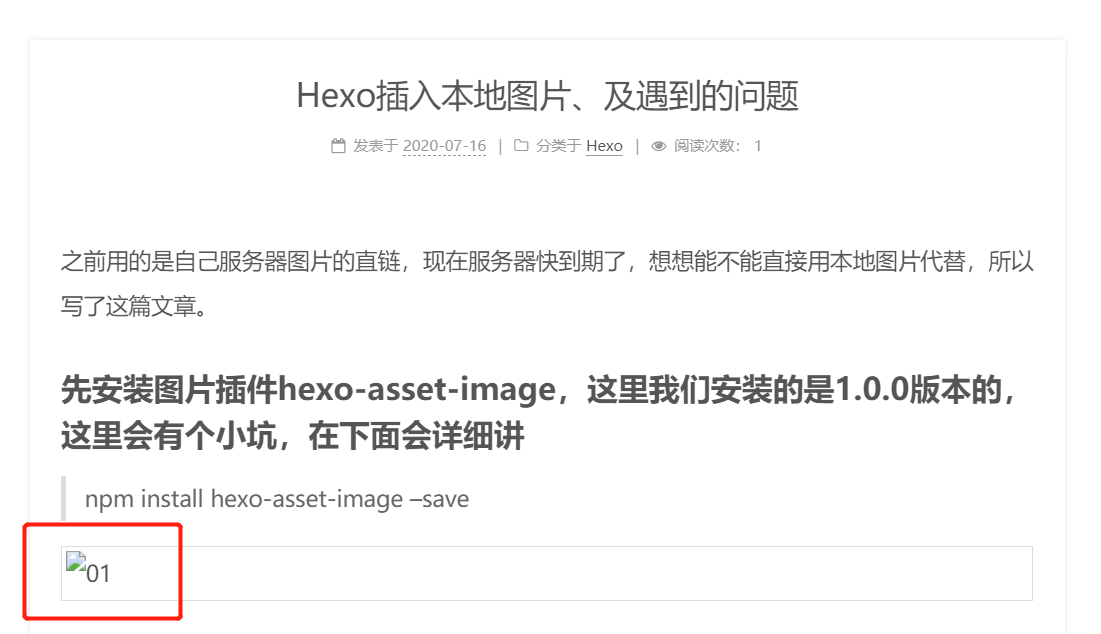 Hexo插入本地图片、及遇到的问题
发表于 2020-07-16 | 分类于 Hexo | 阅读次数： 1
之前用的是自己服务器图片的直链，现在服务器快到期了，想想能不能直接用本地图片代替，所以
写了这篇文章。
先安装图片插件hexo-asset-image，这里我们安装的是1.0.0版本的，
这里会有个小坑，在下面会详细讲
npm install hexo-asset-image –save
01